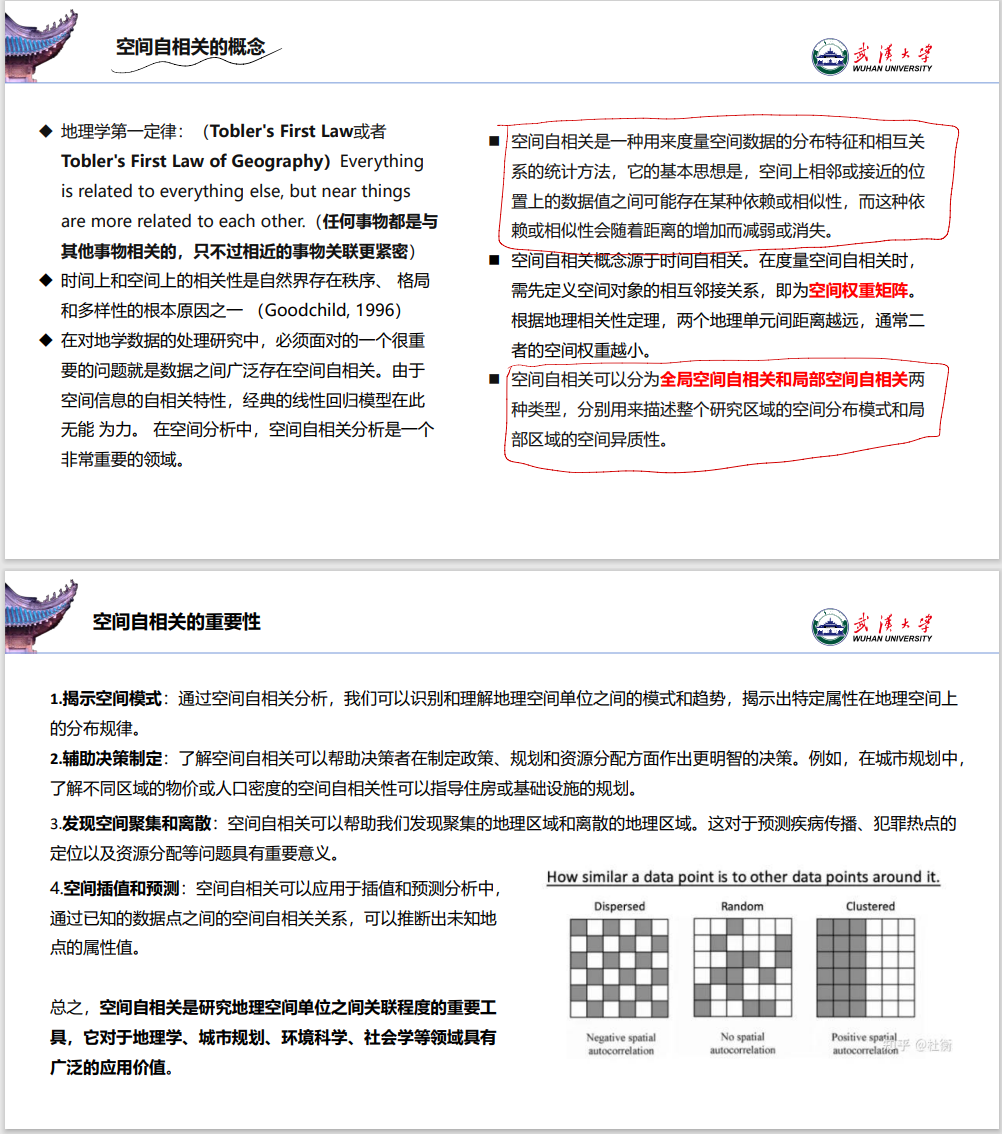 空间自相关的概念
武汉大学
WUHAN UNIVERSITY
◆ 地理学第一定律：（Tobler's First Law或者
Tobler's First Law of Geography）Everything
is related to everything else, but near things
are more related to each other.（任何事物都是与
其他事物相关的，只不过相近的事物关联更紧密）
◆ 时间上和空间上的相关性是自然界存在秩序、 格局
和多样性的根本原因之一 （Goodchild, 1996）
◆ 在对地学数据的处理研究中，必须面对的一个很重
要的问题就是数据之间广泛存在空间自相关。由于
空间信息的自相关特性，经典的线性回归模型在此
无能 为力。 在空间分析中，空间自相关分析是一个
非常重要的领域。
■ 空间自相关是一种用来度量空间数据的分布特征和相互关
系的统计方法，它的基本思想是，空间上相邻或接近的位
置上的数据值之间可能存在某种依赖或相似性，而这种依
赖或相似性会随着距离的增加而减弱或消失。
■ 空间自相关概念源于时间自相关。在度量空间自相关时，
需先定义空间对象的相互邻接关系，即为空间权重矩阵。
根据地理相关性定理，两个地理单元间距离越远，通常二
者的空间权重越小。
■ 空间自相关可以分为全局空间自相关和局部空间自相关两
种类型，分别用来描述整个研究区域的空间分布模式和局
部区域的空间异质性。
空间自相关的重要性
武汉大学
WUHAN UNIVERSITY
1.揭示空间模式：通过空间自相关分析，我们可以识别和理解地理空间单位之间的模式和趋势，揭示出特定属性在地理空间上
的分布规律。
2.辅助决策制定：了解空间自相关可以帮助决策者在制定政策、规划和资源分配方面作出更明智的决策。例如，在城市规划中，
了解不同区域的物价或人口密度的空间自相关性可以指导住房或基础设施的规划。
3.发现空间聚集和离散：空间自相关可以帮助我们发现聚集的地理区域和离散的地理区域。这对于预测疾病传播、犯罪热点的
定位以及资源分配等问题具有重要意义。
4.空间插值和预测：空间自相关可以应用于插值和预测分析中，
通过已知的数据点之间的空间自相关关系，可以推断出未知地
点的属性值。
总之，空间自相关是研究地理空间单位之间关联程度的重要工
具，它对于地理学、城市规划、环境科学、社会学等领域具有
广泛的应用价值。
How similar a data point is to other data points around it.
Dispersed
Random
Clustered
Negative spatial
autocorrelation
No spatial
autocorrelation
Positive spatial
autocorrelation
知乎 @杜衡